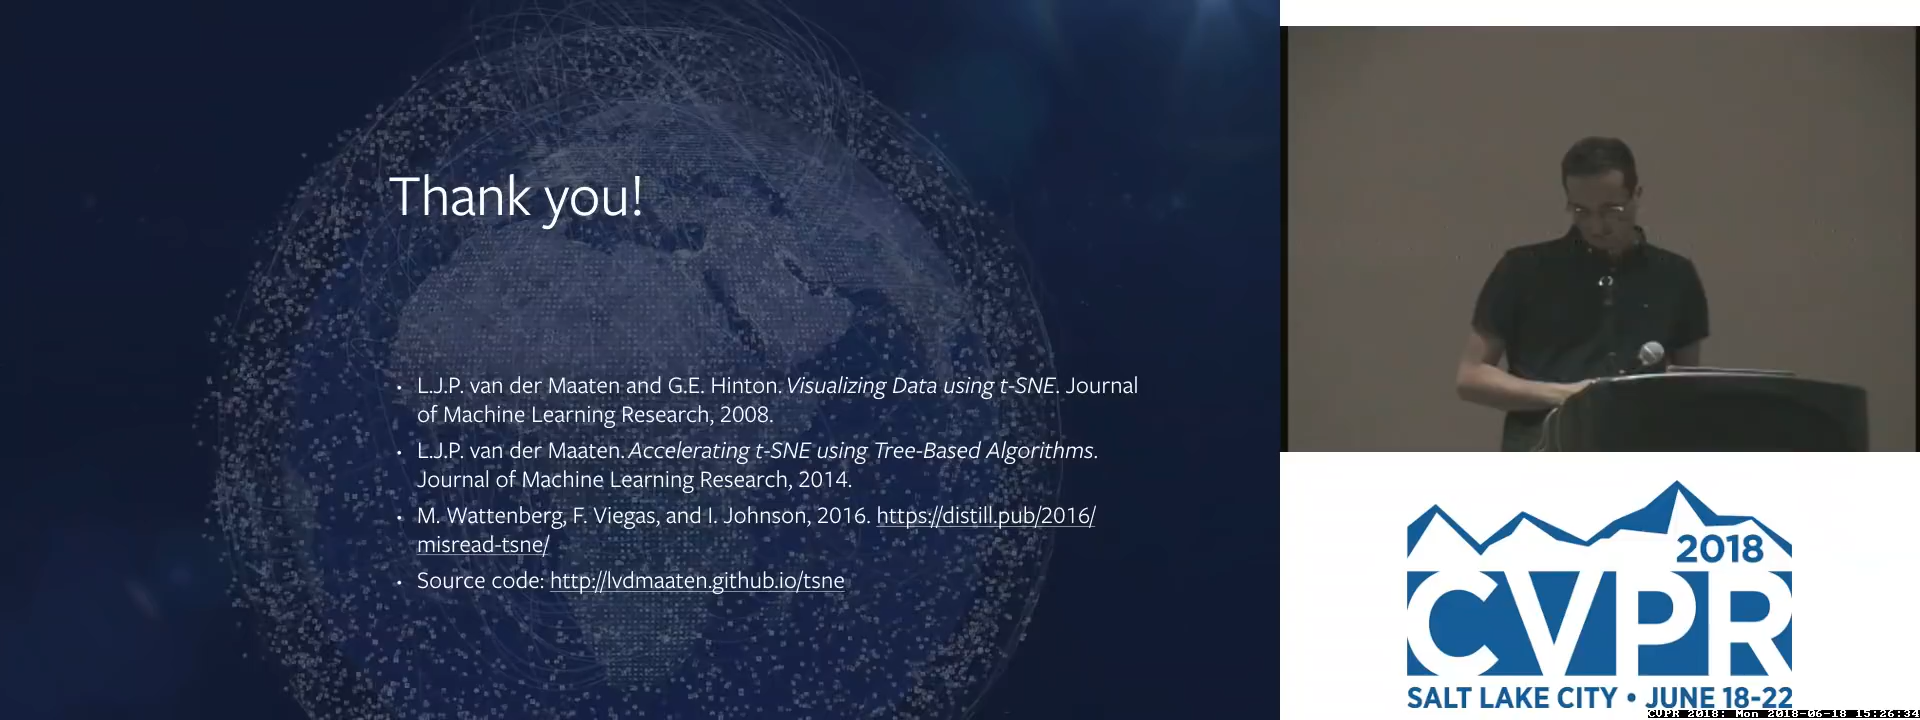 Thank you!
• L.J.P. van der Maaten and G.E. Hinton. Visualizing Data using t-SNE. Journal
of Machine Learning Research, 2008.
• L.J.P. van der Maaten. Accelerating t-SNE using Tree-Based Algorithms.
Journal of Machine Learning Research, 2014.
• M. Wattenberg, F. Viegas, and I. Johnson, 2016. https://distill.pub/2016/
misread-tsne/
• Source code: http://lvdmaaten.github.io/tsne
2018
CVPR
SALT LAKE CITY • JUNE 18-22
CVPR 2018: Mon 2018-06-18 15:26:34